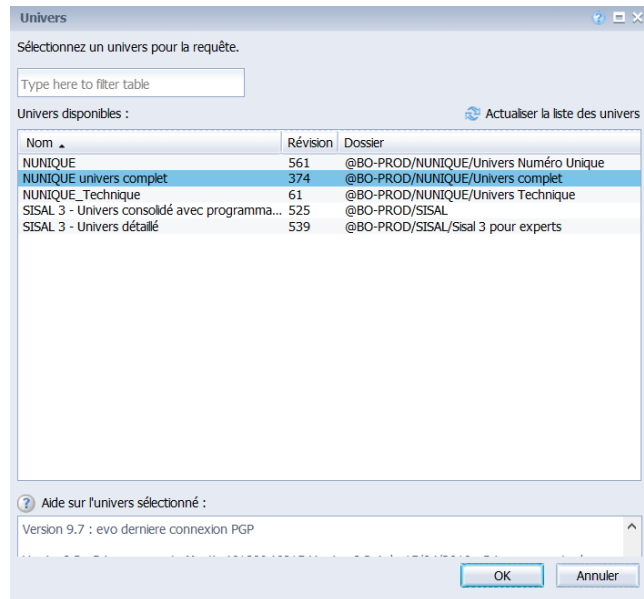 Univers
Sélectionnez un univers pour la requête.
Type here to filter table
Univers disponibles :
Actualiser la liste des univers
Nom Révision Dossier
NUNIQUE 561 @BO-PROD/NUNIQUE/Univers Numéro Unique
NUNIQUE univers complet 374 @BO-PROD/NUNIQUE/Univers complet
NUNIQUE_Technique 61 @BO-PROD/NUNIQUE/Univers Technique
SISAL 3 - Univers consolidé avec programma... 525 @BO-PROD/SISAL
SISAL 3 - Univers détaillé 539 @BO-PROD/SISAL/Sisal 3 pour experts
Aide sur l'univers sélectionné :
Version 9.7 : evo derniere connexion PGP
OK Annuler